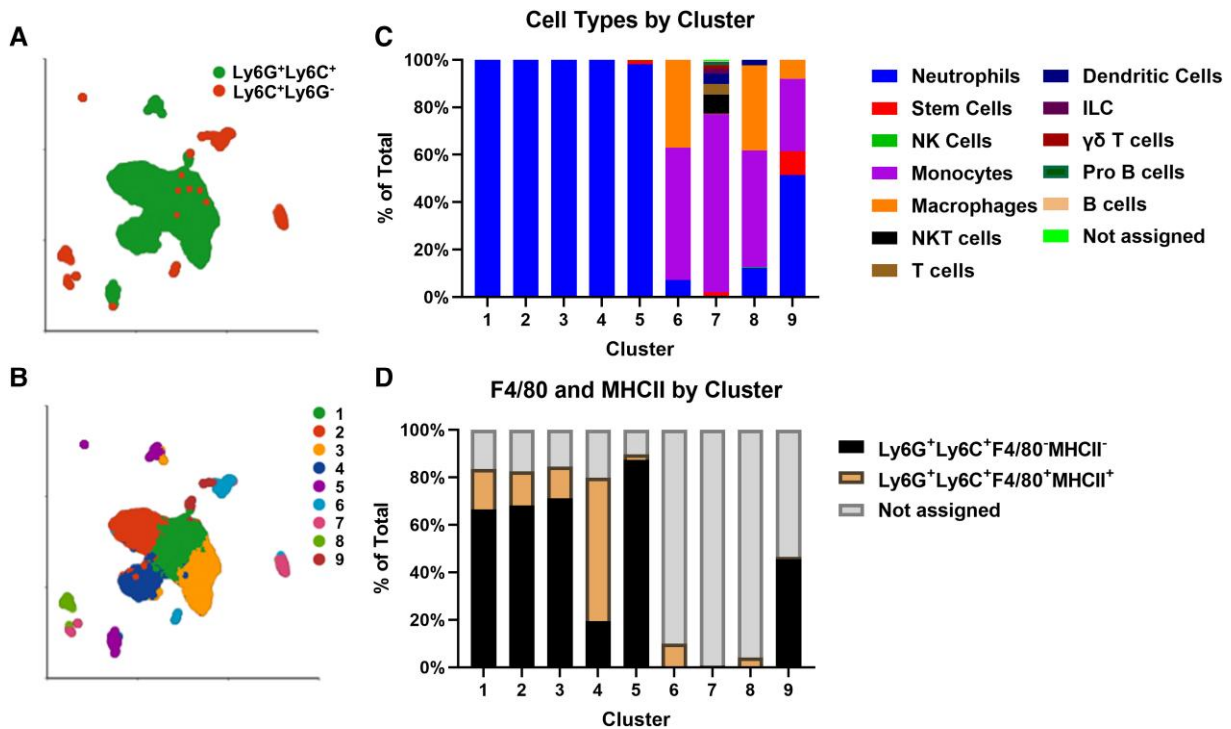 A
Ly6G⁺Ly6C⁺
Ly6C⁺Ly6G⁻
B
1
2
3
4
5
6
7
8
9
C
Cell Types by Cluster
% of Total
100%
80%
60%
40%
20%
0%
1 2 3 4 5 6 7 8 9
Cluster
Neutrophils
Stem Cells
NK Cells
Monocytes
Macrophages
NKT cells
T cells
Dendritic Cells
ILC
γδ T cells
Pro B cells
B cells
Not assigned
D
F4/80 and MHCII by Cluster
% of Total
100%
80%
60%
40%
20%
0%
1 2 3 4 5 6 7 8 9
Cluster
Ly6G⁺Ly6C⁺F4/80⁻MHCII⁻
Ly6G⁺Ly6C⁺F4/80⁺MHCII⁺
Not assigned